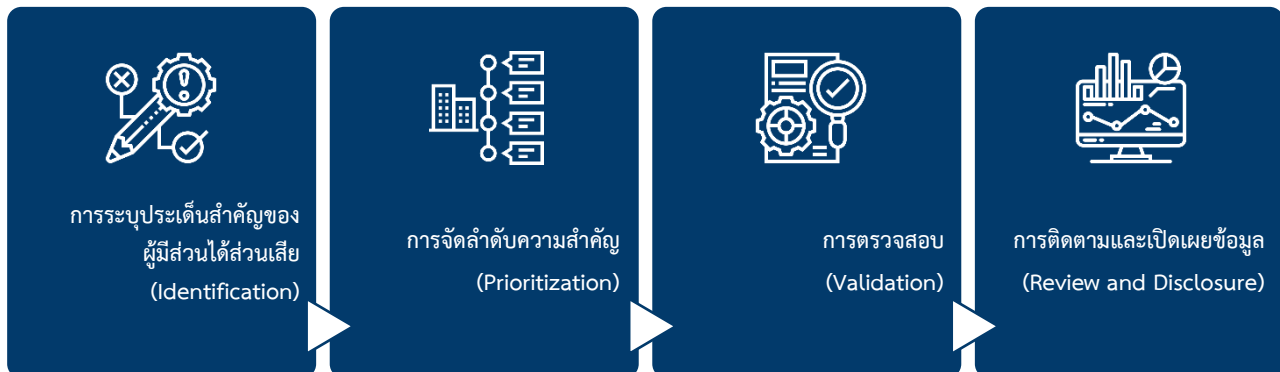 การระบุประเด็นสำคัญของ
ผู้มีส่วนได้ส่วนเสีย
(Identification)
การจัดลำดับความสำคัญ
(Prioritization)
การตรวจสอบ
(Validation)
การติดตามและเปิดเผยข้อมูล
(Review and Disclosure)